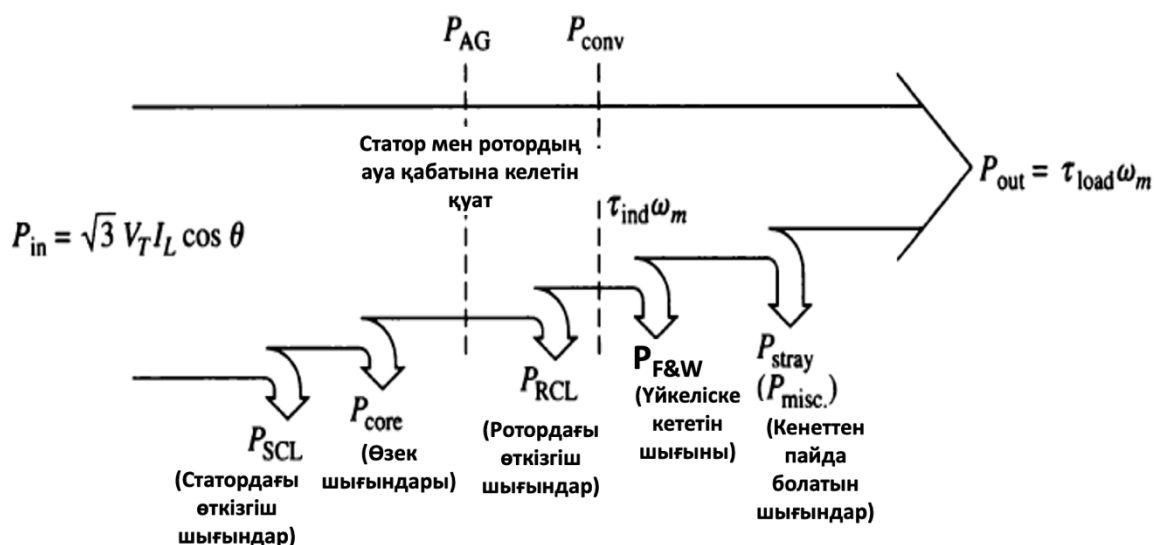 P_AG
P_conv
Статор мен ротордың
ауа қабатына келетін
қуат
P_out = τ_load ω_m
τ_ind ω_m
P_in = √3 V_T I_L cos θ
P_SCL
(Статордағы
өткізгіш
шығындар)
P_core
(Өзек
шығындары)
P_RCL
(Ротордағы
өткізгіш
шығындар)
P_F&W
(Үйкеліске
кететін
шығыны)
P_stray
(P_misc.)
(Кенеттен
пайда
болатын
шығындар)